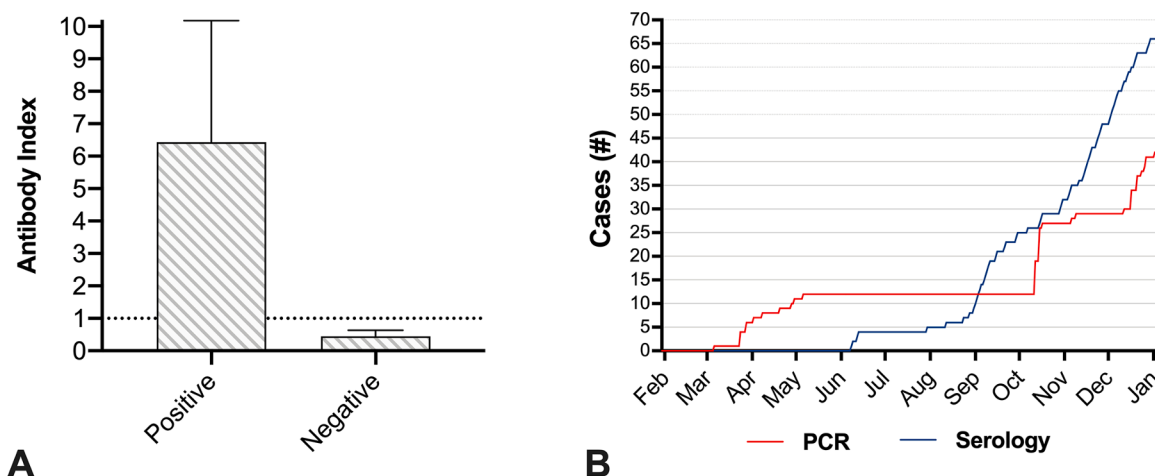 Antibody Index
10
9
8
7
6
5
4
3
2
1
0
Positive
Negative
A
Cases (#)
70
65
60
55
50
45
40
35
30
25
20
15
10
5
0
Feb
Mar
Apr
May
Jun
Jul
Aug
Sep
Oct
Nov
Dec
Jan
PCR
Serology
B